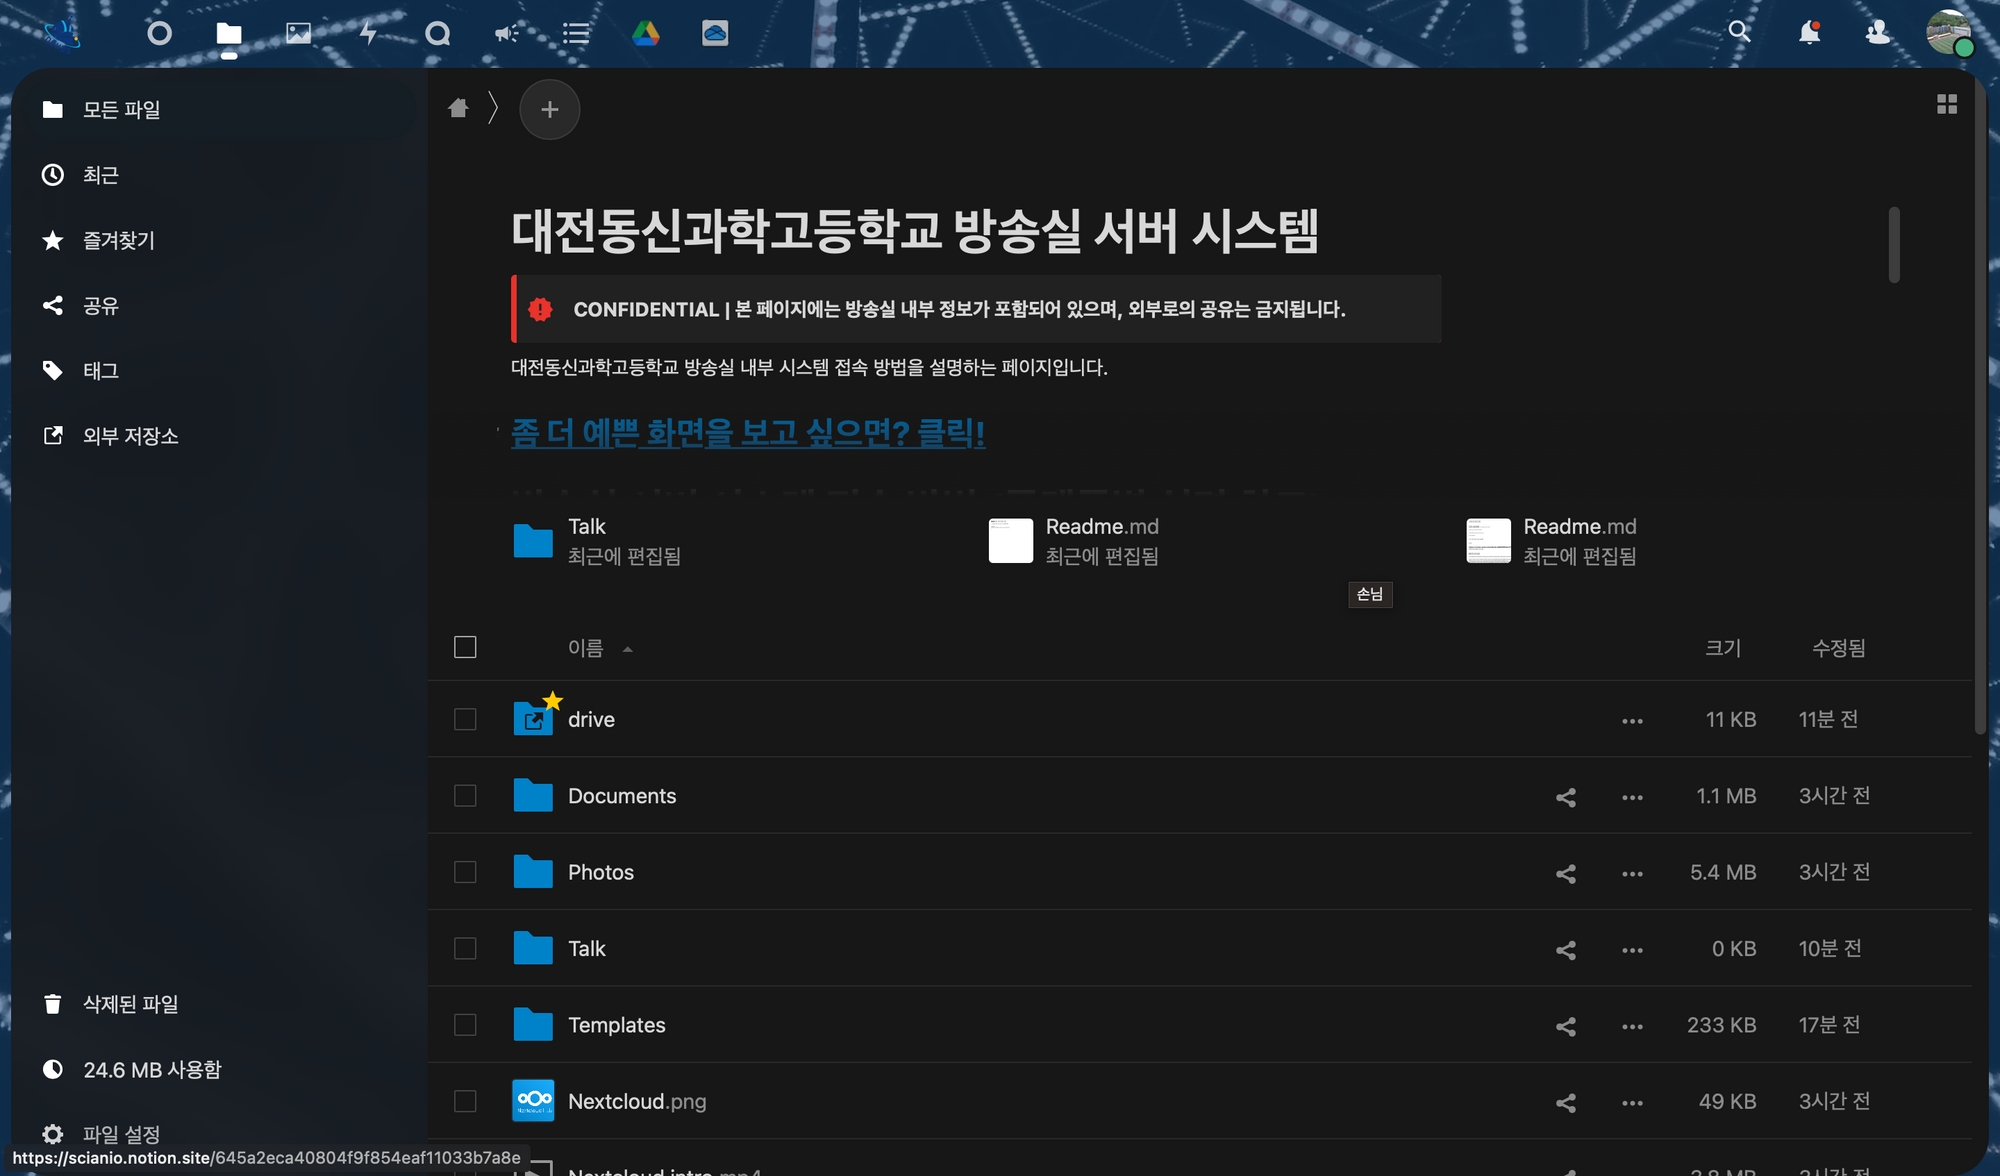 모든 파일
최근
즐겨찾기
공유
태그
외부 저장소
대전동신과학고등학교 방송실 서버 시스템
CONFIDENTIAL | 본 페이지에는 방송실 내부 정보가 포함되어 있으며, 외부로의 공유는 금지됩니다.
대전동신과학고등학교 방송실 내부 시스템 접속 방법을 설명하는 페이지입니다.
좀 더 예쁜 화면을 보고 싶으면? 클릭!
Talk
최근에 편집됨
Readme.md
최근에 편집됨
Readme.md
최근에 편집됨
손님
이름 크기 수정됨
drive 11 KB 11분 전
Documents 1.1 MB 3시간 전
Photos 5.4 MB 3시간 전
Talk 0 KB 10분 전
Templates 233 KB 17분 전
Nextcloud.png 49 KB 3시간 전
삭제된 파일
24.6 MB 사용함
파일 설정
https://scianio.notion.site/645a2eca40804f9f854eaf11033b7a8e